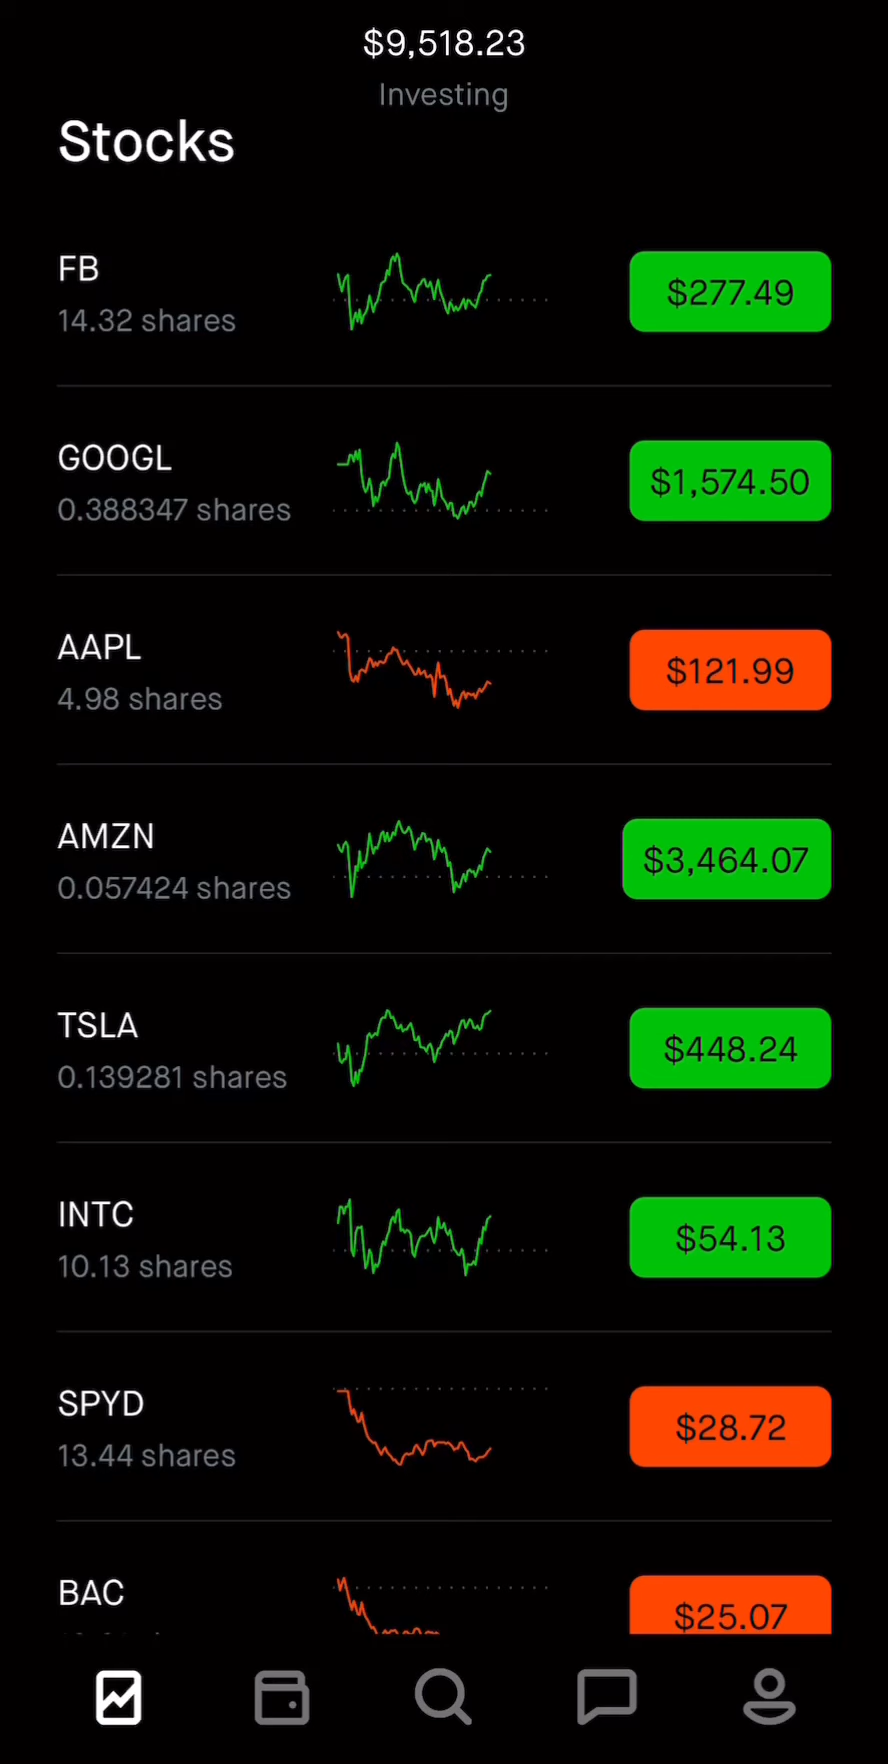 $9,518.23
Investing
Stocks
FB
14.32 shares
$277.49
GOOGL
0.388347 shares
$1,574.50
AAPL
4.98 shares
$121.99
AMZN
0.057424 shares
$3,464.07
TSLA
0.139281 shares
$448.24
INTC
10.13 shares
$54.13
SPYD
13.44 shares
$28.72
BAC
$25.07